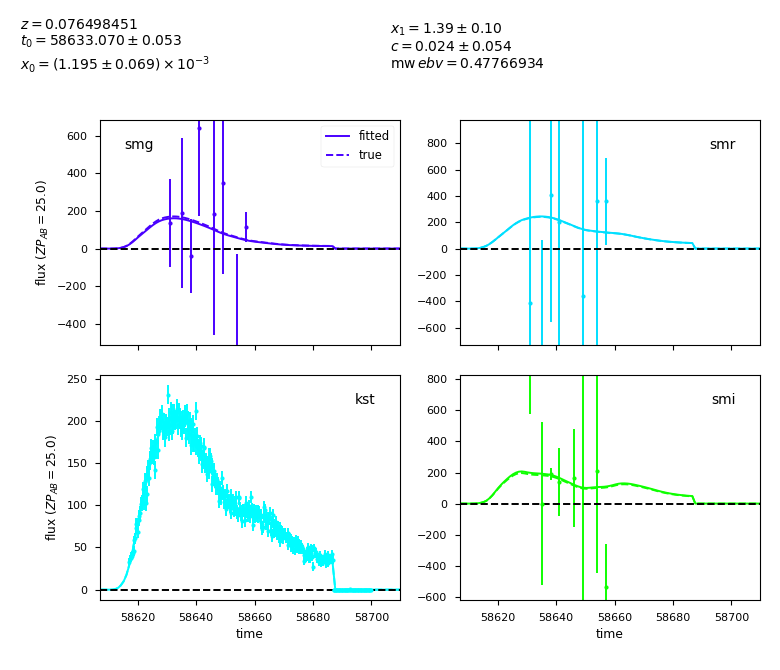 z = 0.076498451
t₀ = 58633.070 ± 0.053
x₀ = (1.195 ± 0.069) × 10⁻³
x₁ = 1.39 ± 0.10
c = 0.024 ± 0.054
mw ebv = 0.47766934
smg
fitted
true
600
400
200
0
−200
−400
flux (ZP_AB = 25.0)
smr
800
600
400
200
0
−200
−400
−600
kst
250
200
150
100
50
0
flux (ZP_AB = 25.0)
58620 58640 58660 58680 58700
time
smi
800
600
400
200
0
−200
−400
−600
58620 58640 58660 58680 58700
time